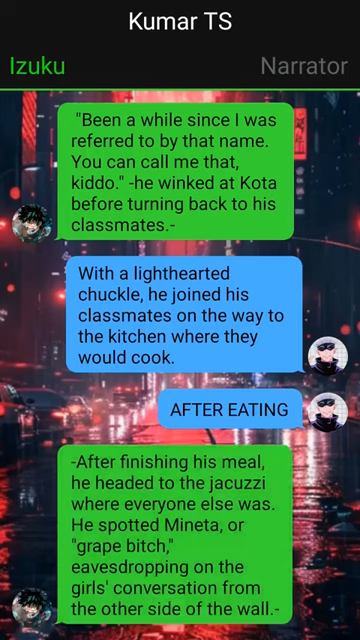 Kumar TS
Izuku
Narrator
"Been a while since I was
referred to by that name.
You can call me that,
kiddo." -he winked at Kota
before turning back to his
classmates.-
With a lighthearted
chuckle, he joined his
classmates on the way to
the kitchen where they
would cook.
AFTER EATING
-After finishing his meal,
he headed to the jacuzzi
where everyone else was.
He spotted Mineta, or
"grape bitch,"
eavesdropping on the
girls' conversation from
the other side of the wall.-